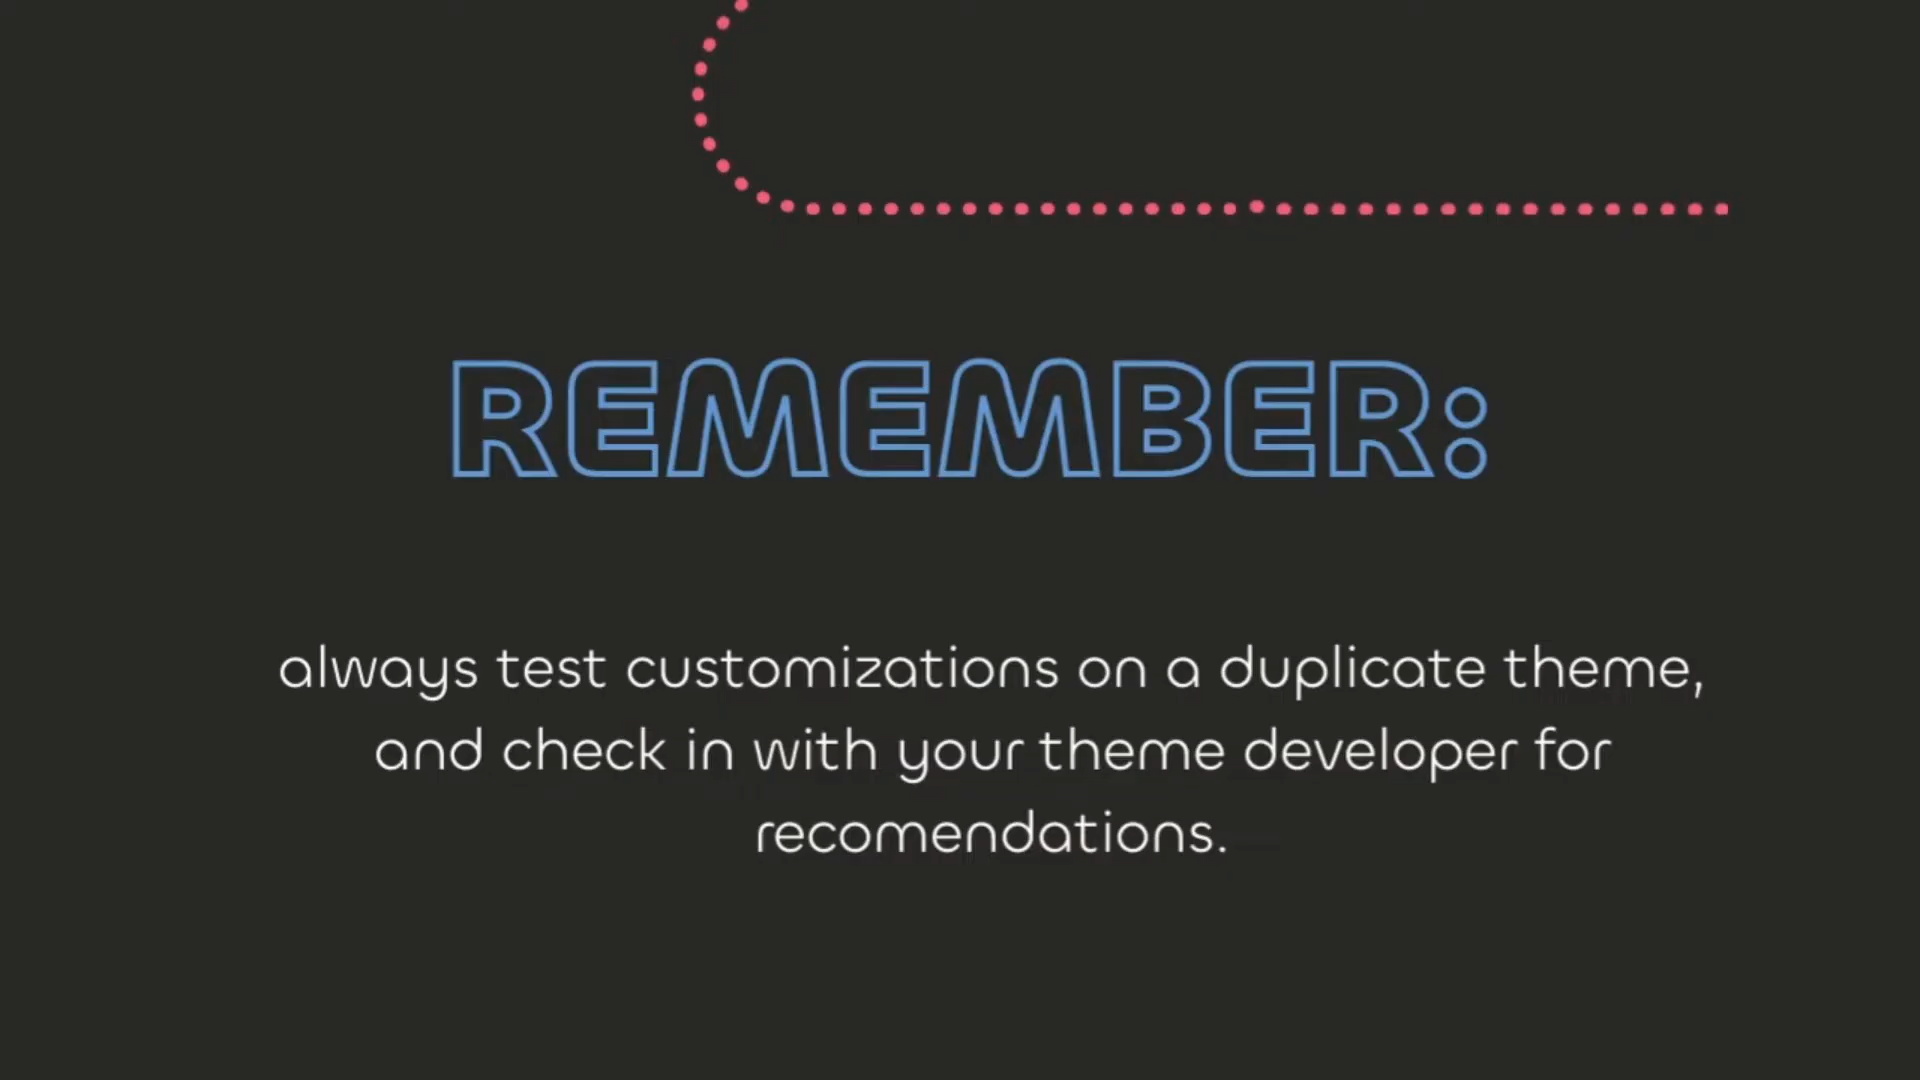 REMEMBER:
always test customizations on a duplicate theme,
and check in with your theme developer for
recomendations.